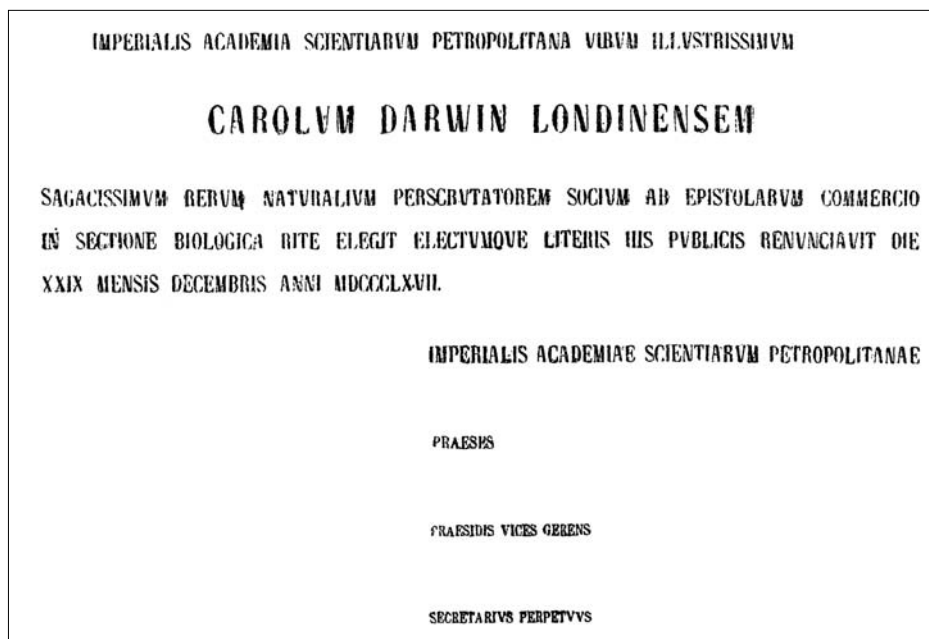 IMPERIALIS ACADEMIA SCIENTIARVM PETROPOLITANA VIRVM ILLVSTRISSIMVM
CAROLVM DARWIN LONDINENSEM
SAGACISSIMVM RERVM NATVRALIVM PERSCRVTATOREM SOCIVM AB EPISTOLARVM COMMERCIO
IN SECTIONE BIOLOGICA RITE ELEGIT ELECTVMQVE LITERIS HIS PVBLICIS RENVNCIAVIT DIE
XXIX MENSIS DECEMBRIS ANNI MDCCCLXVII.
IMPERIALIS ACADEMIAE SCIENTIARVM PETROPOLITANAE
PRAESES
PRAESIDIS VICES GERENS
SECRETARIVS PERPETVVS